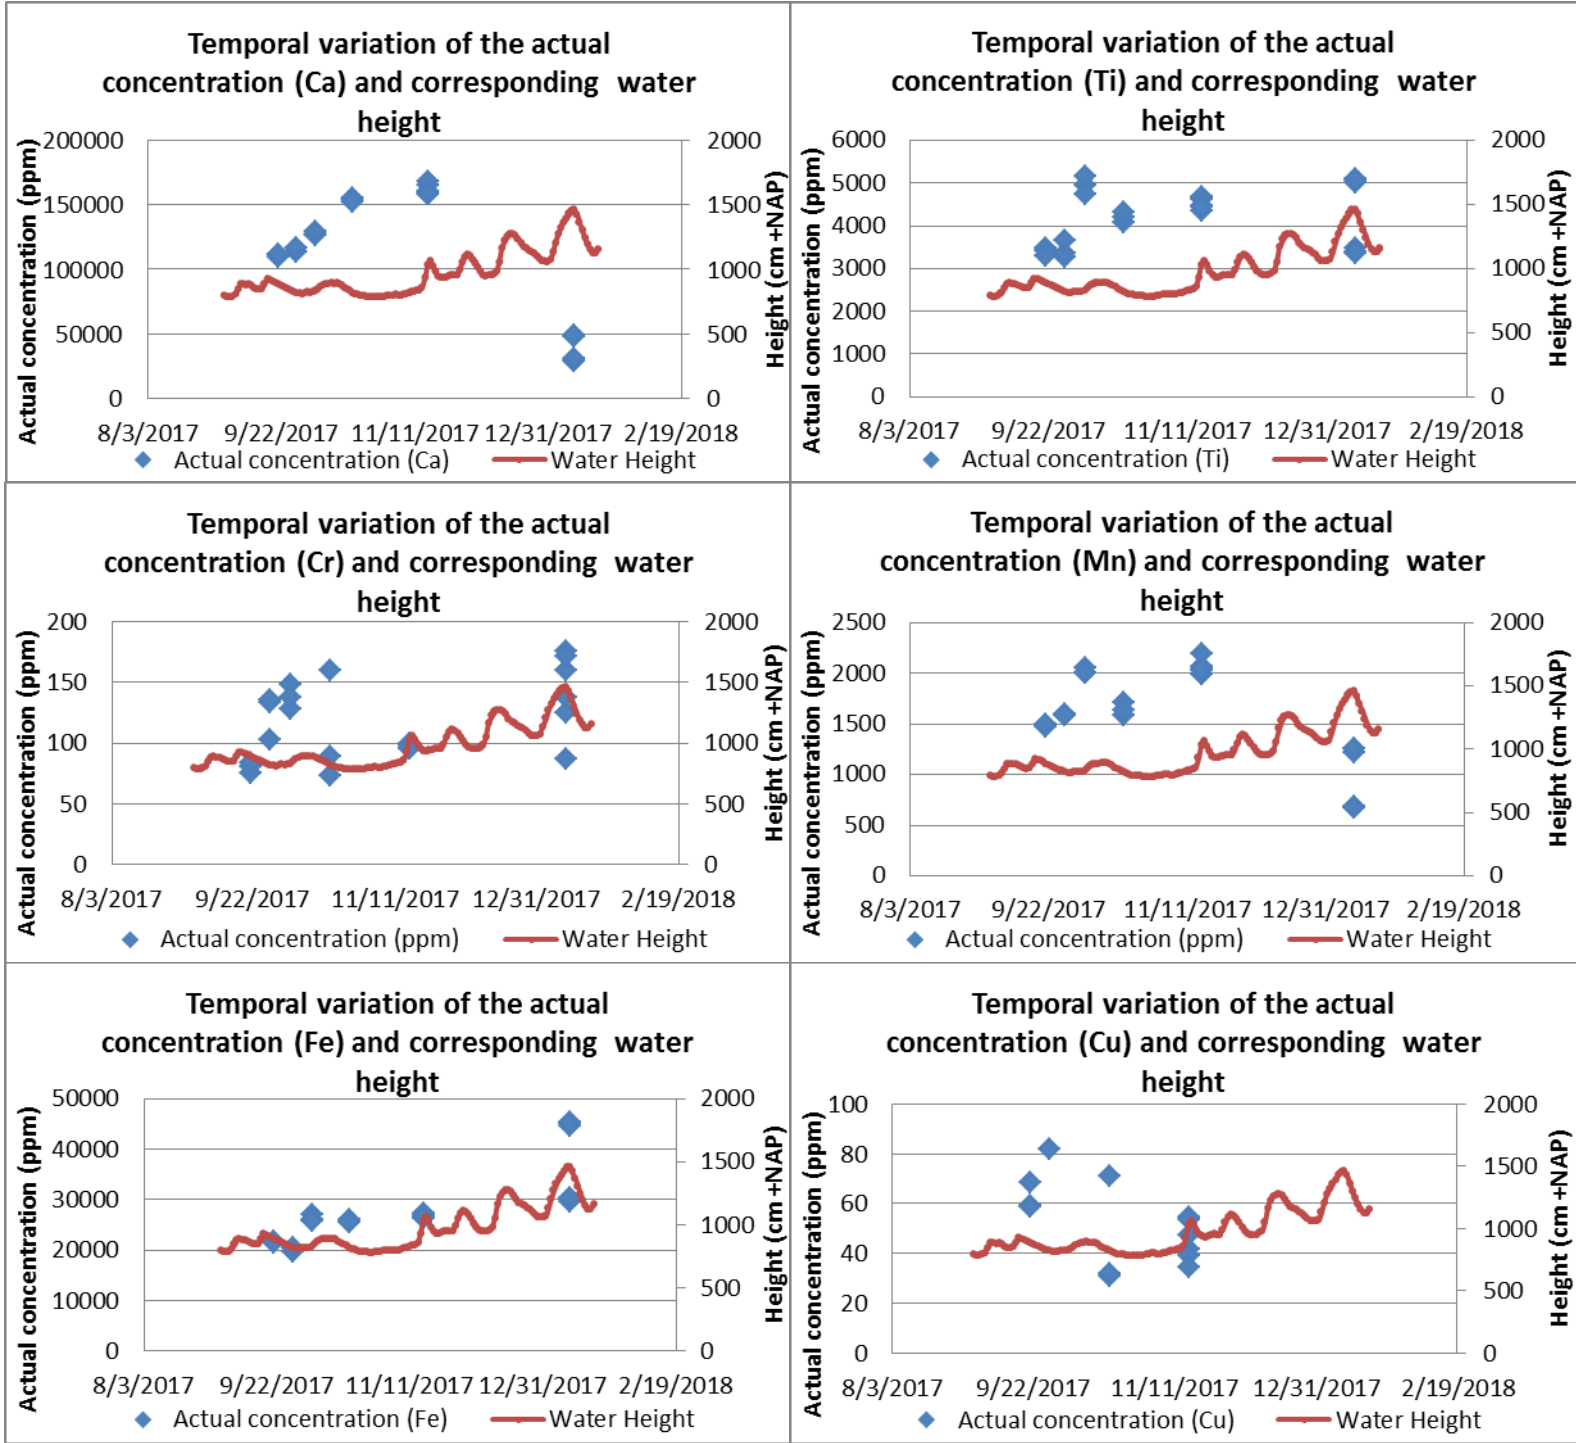 Temporal variation of the actual
concentration (Ca) and corresponding water
height
Actual concentration (ppm)
200000
150000
100000
50000
0
2000
1500
1000
500
0
Height (cm +NAP)
8/3/2017 9/22/2017 11/11/2017 12/31/2017 2/19/2018
Actual concentration (Ca) Water Height
Temporal variation of the actual
concentration (Ti) and corresponding water
height
Actual concentration (ppm)
6000
5000
4000
3000
2000
1000
0
2000
1500
1000
500
0
Height (cm +NAP)
8/3/2017 9/22/2017 11/11/2017 12/31/2017 2/19/2018
Actual concentration (Ti) Water Height
Temporal variation of the actual
concentration (Cr) and corresponding water
height
Actual concentration (ppm)
200
150
100
50
0
2000
1500
1000
500
0
Height (cm +NAP)
8/3/2017 9/22/2017 11/11/2017 12/31/2017 2/19/2018
Actual concentration (ppm) Water Height
Temporal variation of the actual
concentration (Mn) and corresponding water
height
Actual concentration (ppm)
2500
2000
1500
1000
500
0
2000
1500
1000
500
0
Height (cm +NAP)
8/3/2017 9/22/2017 11/11/2017 12/31/2017 2/19/2018
Actual concentration (ppm) Water Height
Temporal variation of the actual
concentration (Fe) and corresponding water
height
Actual concentration (ppm)
50000
40000
30000
20000
10000
0
2000
1500
1000
500
0
Height (cm +NAP)
8/3/2017 9/22/2017 11/11/2017 12/31/2017 2/19/2018
Actual concentration (Fe) Water Height
Temporal variation of the actual
concentration (Cu) and corresponding water
height
Actual concentration (ppm)
100
80
60
40
20
0
2000
1500
1000
500
0
Height (cm +NAP)
8/3/2017 9/22/2017 11/11/2017 12/31/2017 2/19/2018
Actual concentration (Cu) Water Height